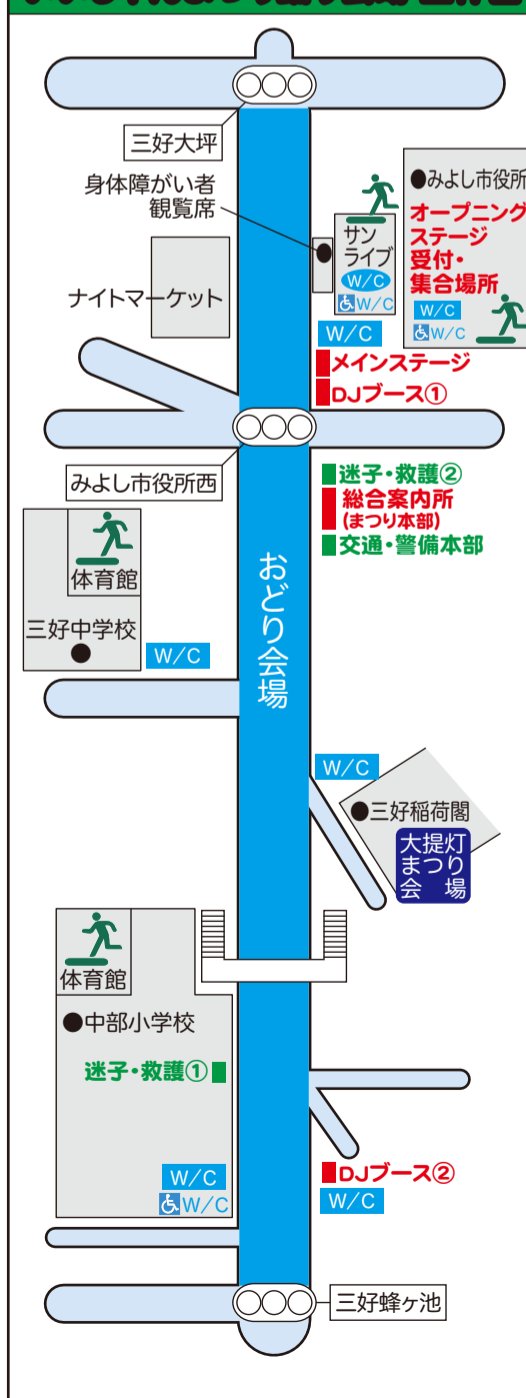 三好大坪
身体障がい者
観覧席
ナイトマーケット
サン
ライブ
W/C
W/C
●みよし市役所
オープニング
ステージ
受付・
集合場所
W/C
W/C
W/C
メインステージ
DJブース①
みよし市役所西
迷子・救護②
総合案内所
(まつり本部)
交通・警備本部
体育館
三好中学校
W/C
おどり会場
W/C
●三好稲荷閣
大提灯
まつり
会場
体育館
●中部小学校
迷子・救護①
W/C
W/C
DJブース②
W/C
三好蜂ヶ池